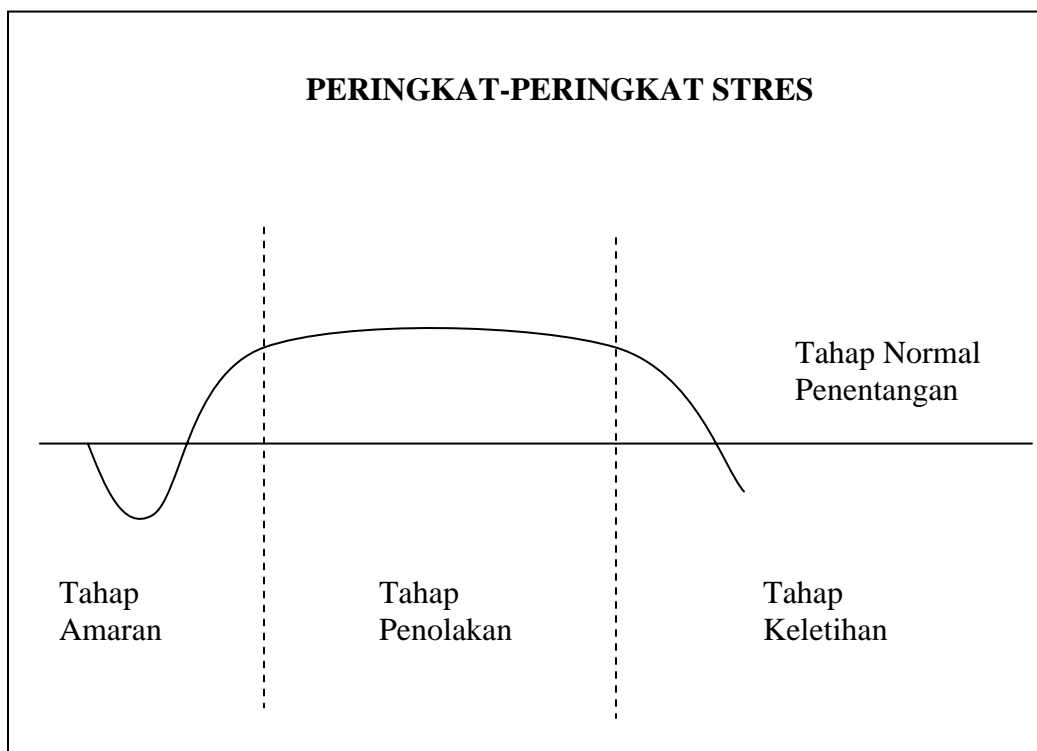 PERINGKAT-PERINGKAT STRES
Tahap Normal
Penentangan
Tahap
Amaran
Tahap
Penolakan
Tahap
Keletihan